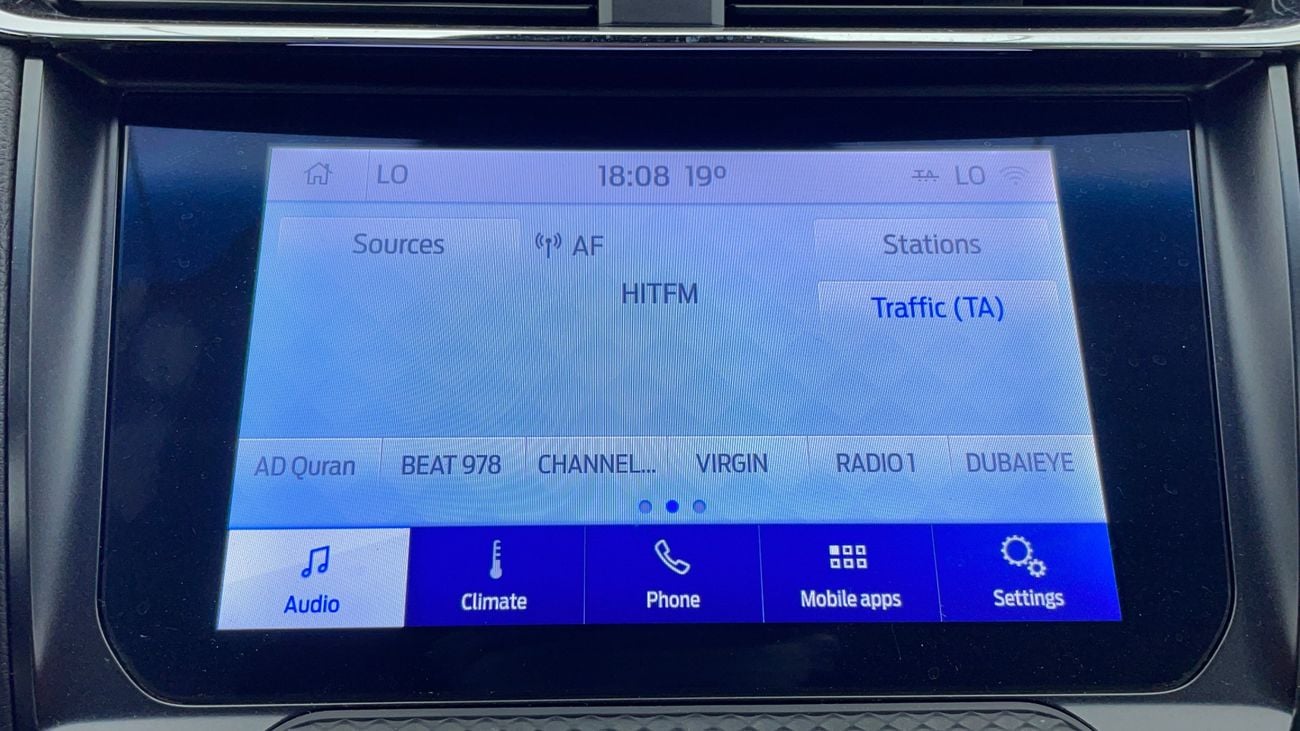 LO 18:08 19° TA LO
Sources AF Stations
HITFM
Traffic (TA)
AD Quran BEAT 978 CHANNEL... VIRGIN RADIO 1 DUBAIEYE
Audio Climate Phone Mobile apps Settings